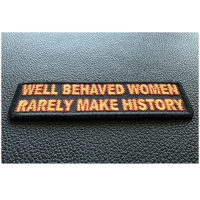 WELL BEHAVED WOMEN
RARELY MAKE HISTORY